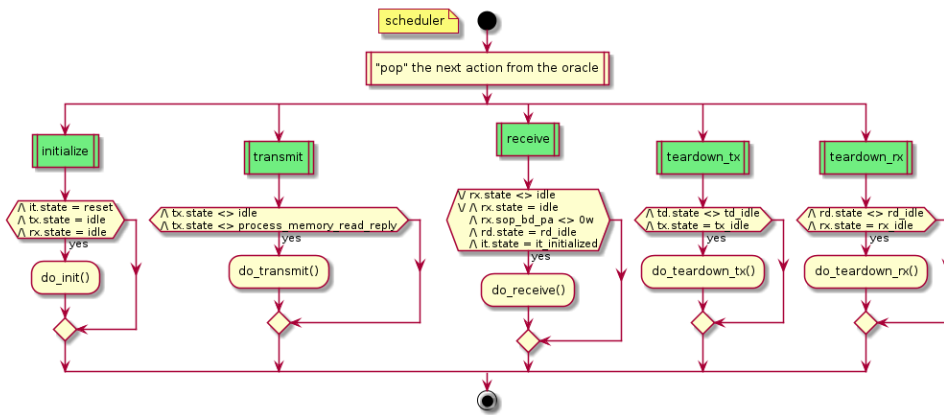 scheduler
"pop" the next action from the oracle
initialize
/\ it.state = reset
/\ tx.state = idle
/\ rx.state = idle
yes
do_init()
transmit
/\ tx.state <> idle
/\ tx.state <> process_memory_read_reply
yes
do_transmit()
receive
\/ rx.state <> idle
\/ /\ rx.state = idle
/\ rx.sop_bd_pa <> 0w
/\ rd.state = rd_idle
/\ it.state = it_initialized
yes
do_receive()
teardown_tx
/\ td.state <> td_idle
/\ tx.state = tx_idle
yes
do_teardown_tx()
teardown_rx
/\ rd.state <> rd_idle
/\ rx.state = rx_idle
yes
do_teardown_rx()